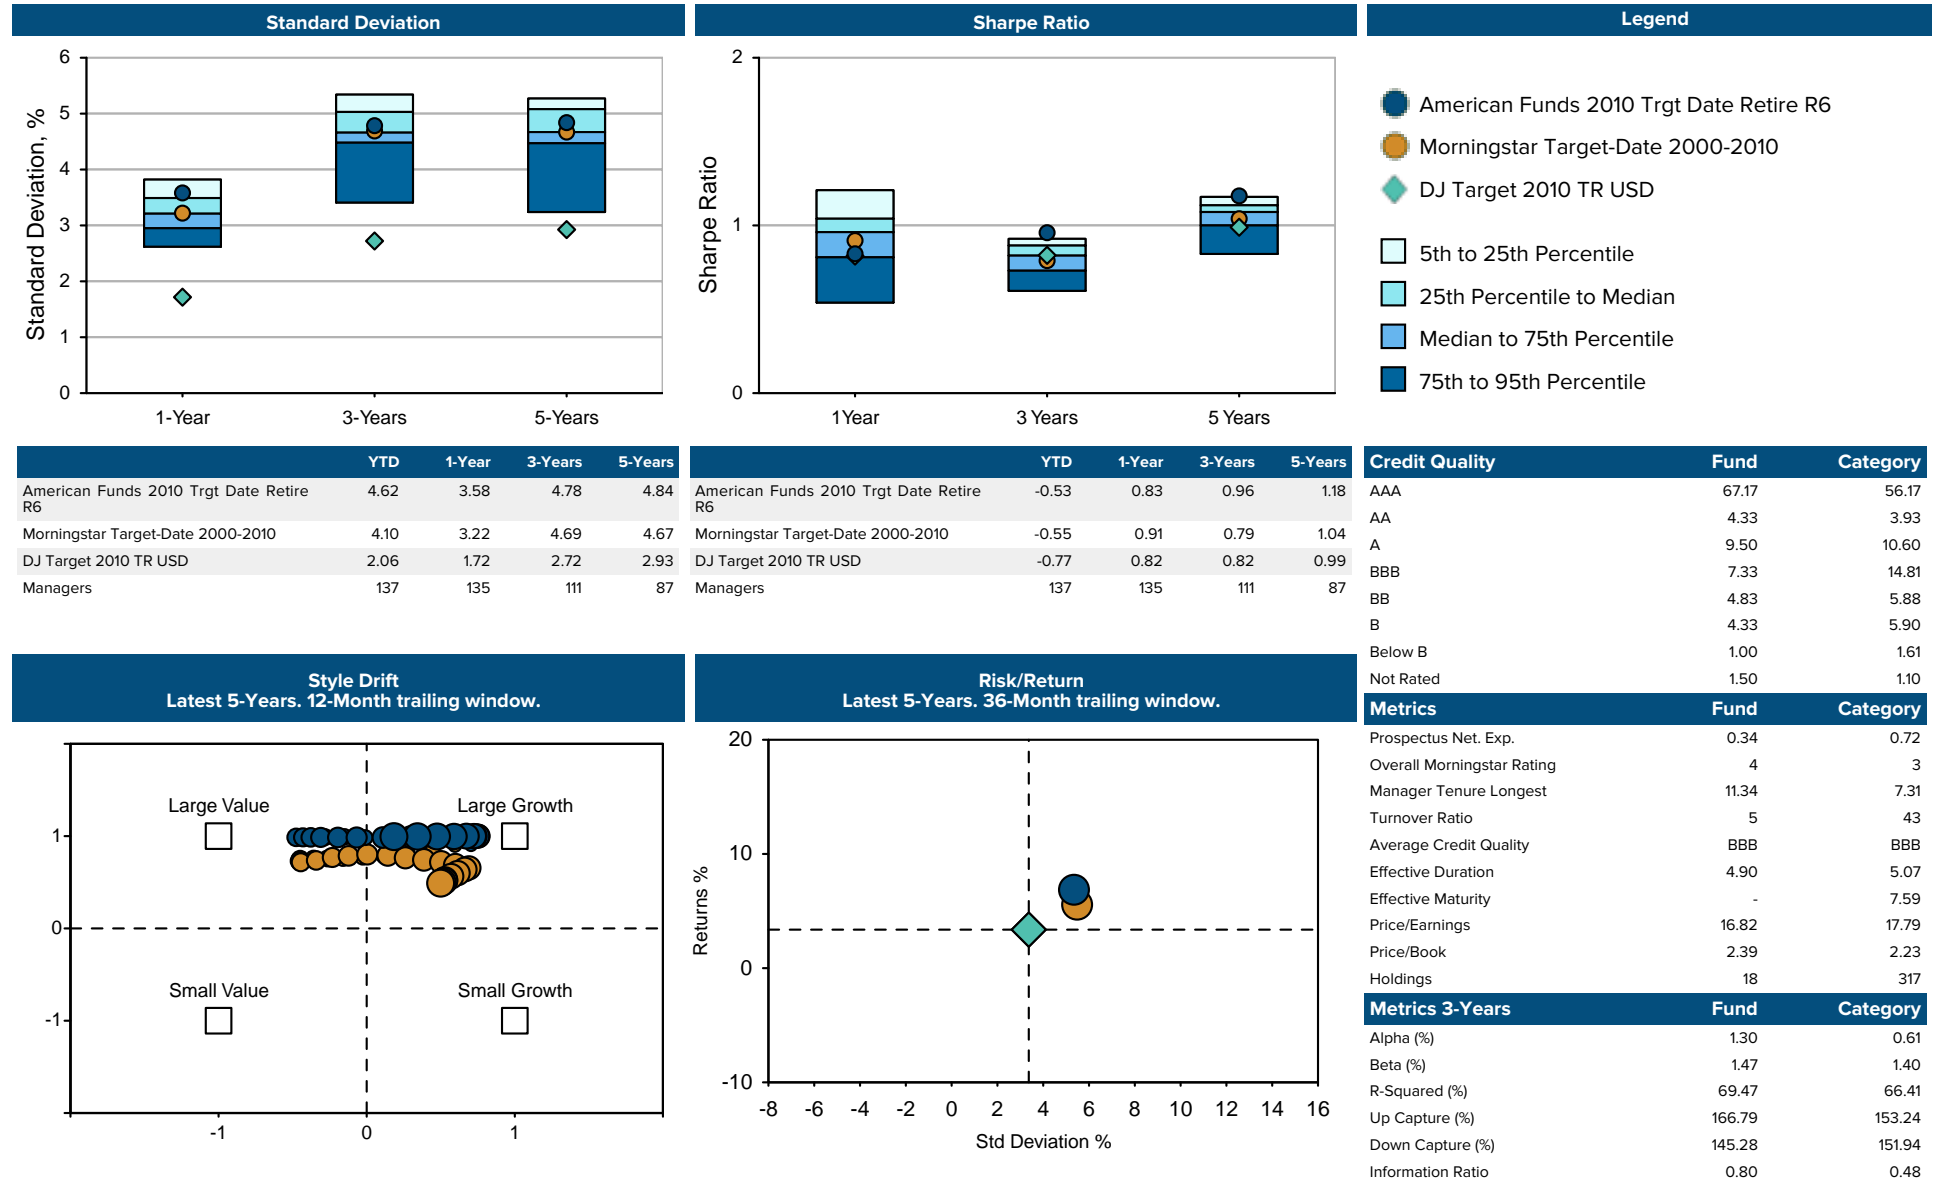 Standard Deviation
6
5
4
3
2
1
0
Standard Deviation, %
1-Year 3-Years 5-Years
Sharpe Ratio
2
1
0
Sharpe Ratio
1Year 3 Years 5 Years
Legend
American Funds 2010 Trgt Date Retire R6
Morningstar Target-Date 2000-2010
DJ Target 2010 TR USD
5th to 25th Percentile
25th Percentile to Median
Median to 75th Percentile
75th to 95th Percentile
YTD 1-Year 3-Years 5-Years
American Funds 2010 Trgt Date Retire 4.62 3.58 4.78 4.84
R6
Morningstar Target-Date 2000-2010 4.10 3.22 4.69 4.67
DJ Target 2010 TR USD 2.06 1.72 2.72 2.93
Managers 137 135 111 87
YTD 1-Year 3-Years 5-Years
American Funds 2010 Trgt Date Retire -0.53 0.83 0.96 1.18
R6
Morningstar Target-Date 2000-2010 -0.55 0.91 0.79 1.04
DJ Target 2010 TR USD -0.77 0.82 0.82 0.99
Managers 137 135 111 87
Credit Quality Fund Category
AAA 67.17 56.17
AA 4.33 3.93
A 9.50 10.60
BBB 7.33 14.81
BB 4.83 5.88
B 4.33 5.90
Below B 1.00 1.61
Not Rated 1.50 1.10
Metrics Fund Category
Prospectus Net. Exp. 0.34 0.72
Overall Morningstar Rating 4 3
Manager Tenure Longest 11.34 7.31
Turnover Ratio 5 43
Average Credit Quality BBB BBB
Effective Duration 4.90 5.07
Effective Maturity - 7.59
Price/Earnings 16.82 17.79
Price/Book 2.39 2.23
Holdings 18 317
Metrics 3-Years Fund Category
Alpha (%) 1.30 0.61
Beta (%) 1.47 1.40
R-Squared (%) 69.47 66.41
Up Capture (%) 166.79 153.24
Down Capture (%) 145.28 151.94
Information Ratio 0.80 0.48
Style Drift
Latest 5-Years. 12-Month trailing window.
Large Value Large Growth
1
0
Small Value Small Growth
-1
-1 0 1
Risk/Return
Latest 5-Years. 36-Month trailing window.
20
10
0
-10
Returns %
-8 -6 -4 -2 0 2 4 6 8 10 12 14 16
Std Deviation %